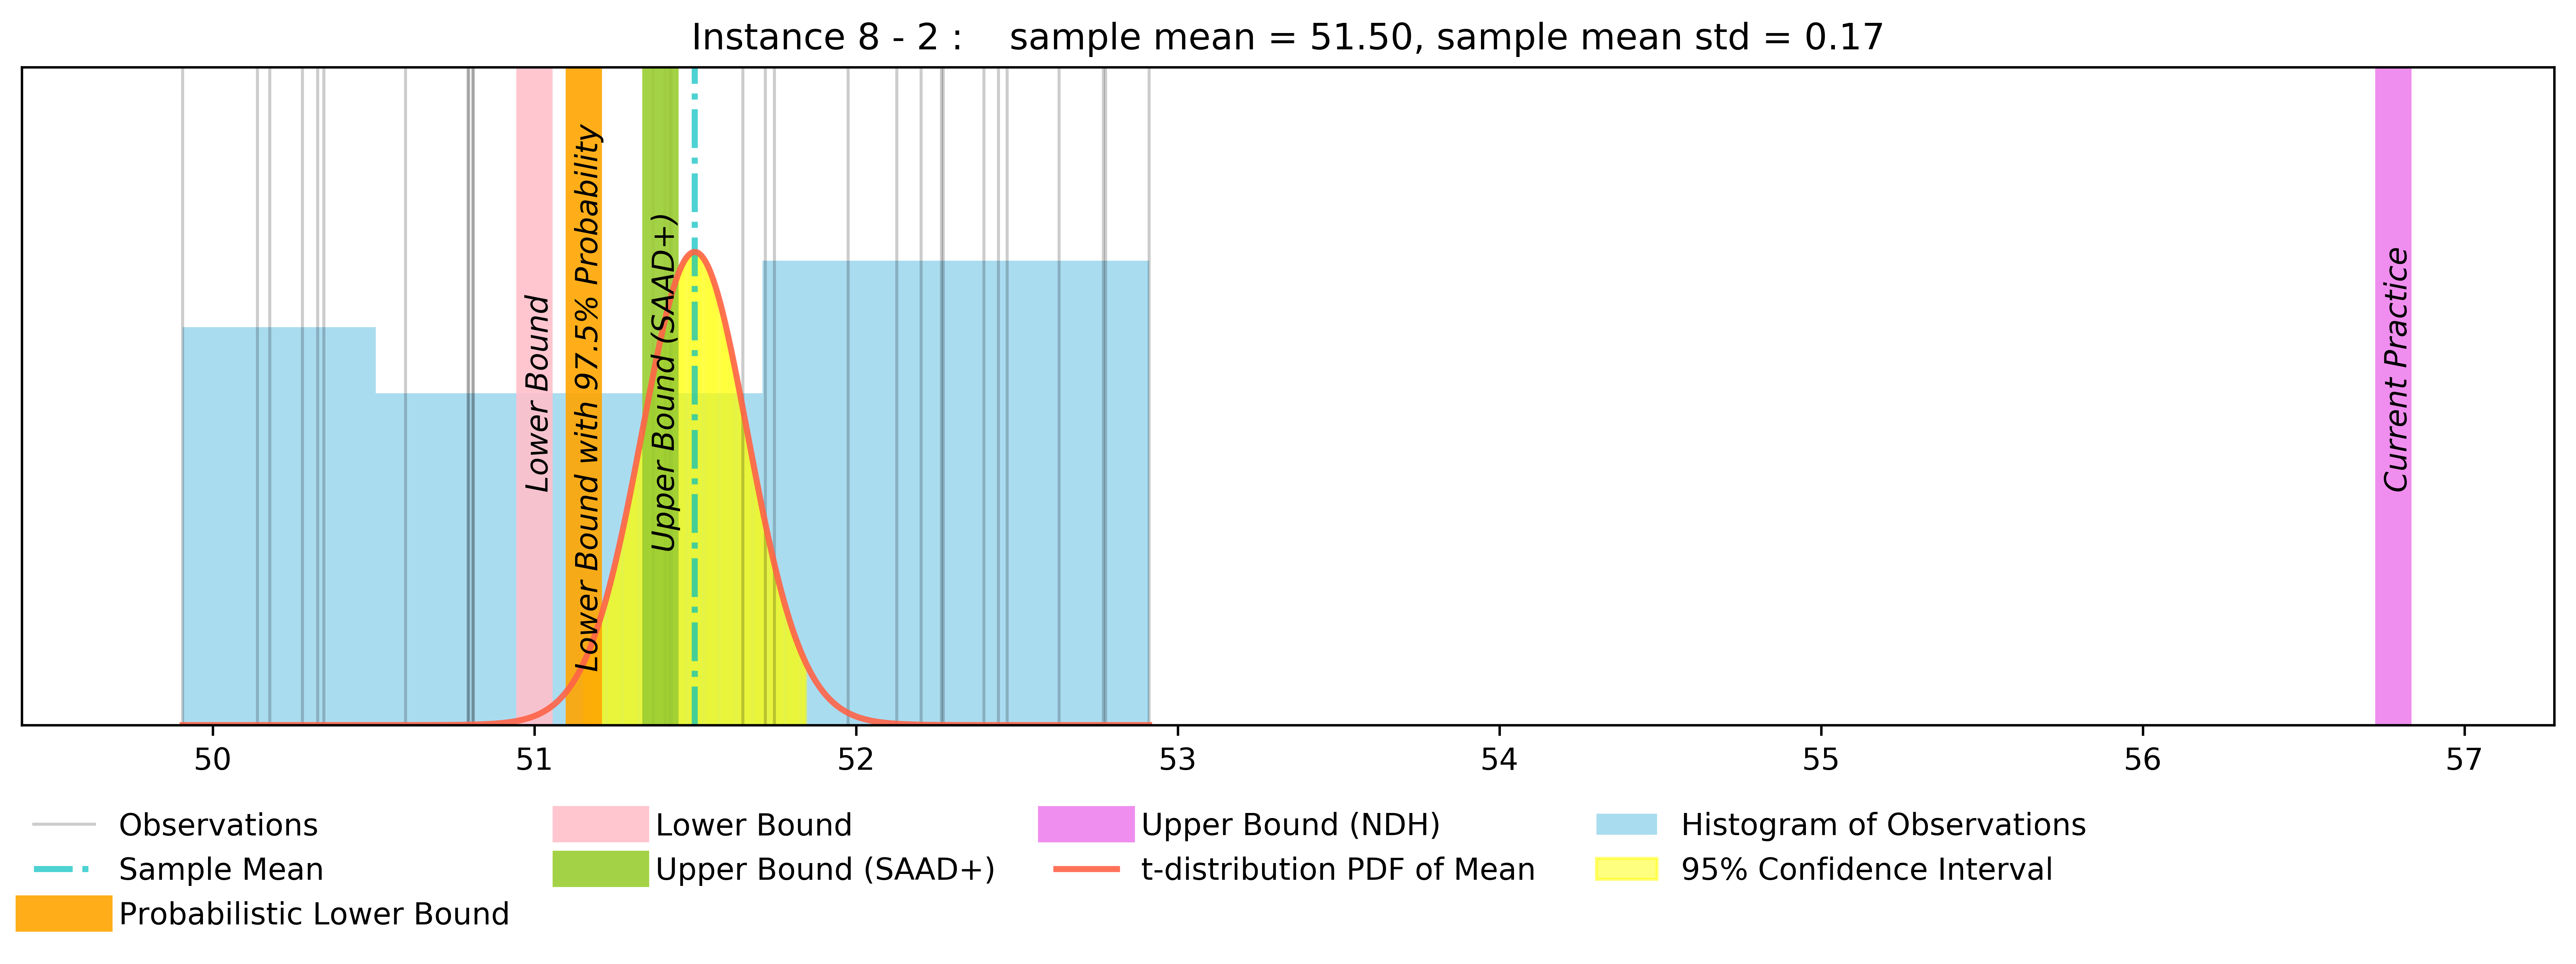 Instance 8 - 2 :    sample mean = 51.50, sample mean std = 0.17
Lower Bound
Lower Bound with 97.5% Probability
Upper Bound (SAAD+)
Current Practice
50 51 52 53 54 55 56 57
Observations
Sample Mean
Probabilistic Lower Bound
Lower Bound
Upper Bound (SAAD+)
Upper Bound (NDH)
t-distribution PDF of Mean
Histogram of Observations
95% Confidence Interval